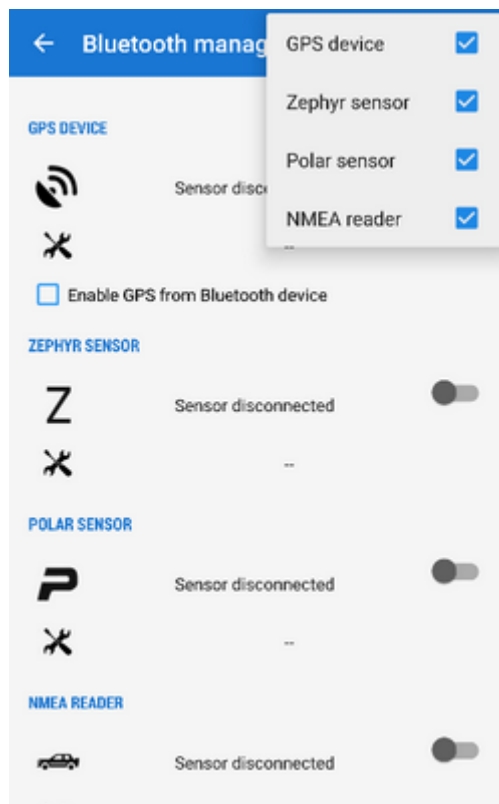 Bluetooth manag
GPS device
Zephyr sensor
Polar sensor
NMEA reader
GPS DEVICE
Sensor disco
--
Enable GPS from Bluetooth device
ZEPHYR SENSOR
Z
Sensor disconnected
--
POLAR SENSOR
P
Sensor disconnected
--
NMEA READER
Sensor disconnected